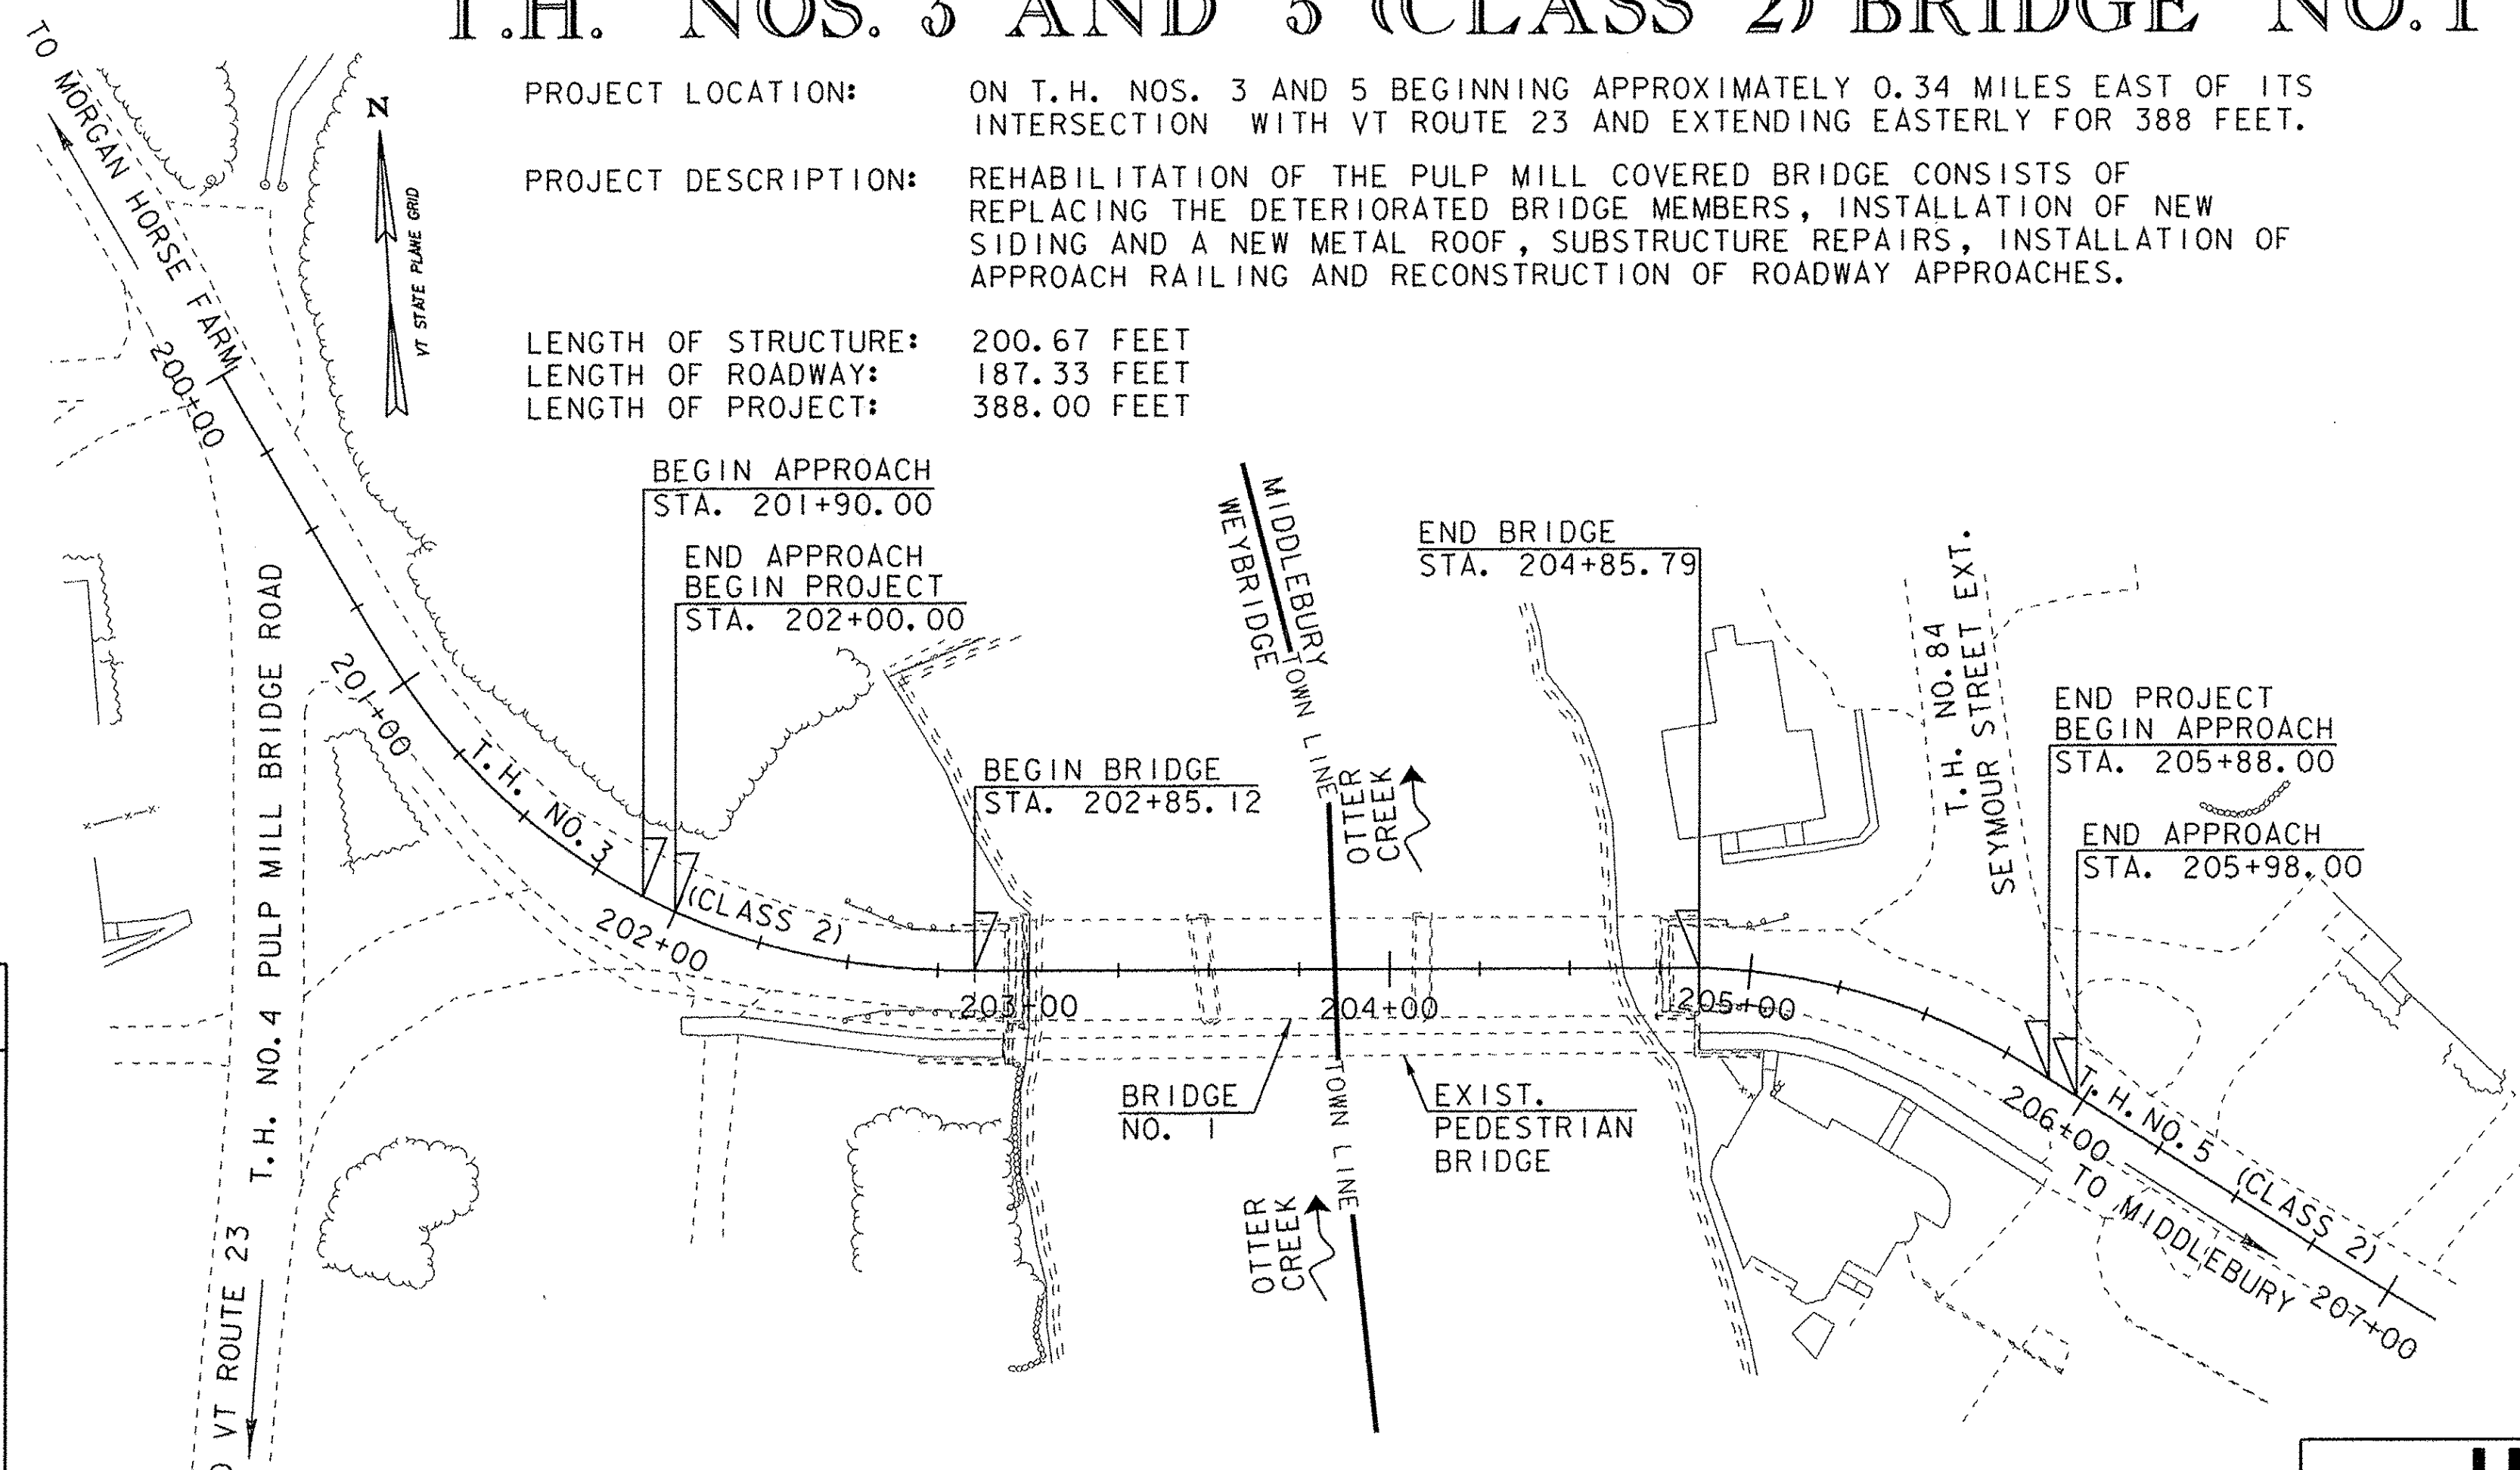 T.H. NOS. 3 AND 5 (CLASS 2) BRIDGE NO. 1
PROJECT LOCATION: ON T.H. NOS. 3 AND 5 BEGINNING APPROXIMATELY 0.34 MILES EAST OF ITS
INTERSECTION WITH VT ROUTE 23 AND EXTENDING EASTERLY FOR 388 FEET.
PROJECT DESCRIPTION: REHABILITATION OF THE PULP MILL COVERED BRIDGE CONSISTS OF
REPLACING THE DETERIORATED BRIDGE MEMBERS, INSTALLATION OF NEW
SIDING AND A NEW METAL ROOF, SUBSTRUCTURE REPAIRS, INSTALLATION OF
APPROACH RAILING AND RECONSTRUCTION OF ROADWAY APPROACHES.
LENGTH OF STRUCTURE: 200.67 FEET
LENGTH OF ROADWAY: 187.33 FEET
LENGTH OF PROJECT: 388.00 FEET
TO MORGAN HORSE FARM
N
VT STATE PLANE GRID
200+00
BEGIN APPROACH
STA. 201+90.00
END APPROACH
BEGIN PROJECT
STA. 202+00.00
MIDDLEBURY
WEYBRIDGE
TOWN LINE
END BRIDGE
STA. 204+85.79
T.H. NO. 84
SEYMOUR STREET EXT.
END PROJECT
BEGIN APPROACH
STA. 205+88.00
END APPROACH
STA. 205+98.00
BEGIN BRIDGE
STA. 202+85.12
OTTER
CREEK
201+00
T.H. NO. 3 (CLASS 2)
202+00
203+00
204+00
205+00
206+00
207+00
T.H. NO. 5 (CLASS 2)
TO MIDDLEBURY
BRIDGE
NO. 1
TOWN LINE
EXIST.
PEDESTRIAN
BRIDGE
OTTER
CREEK
T.H. NO. 4 PULP MILL BRIDGE ROAD
VT ROUTE 23